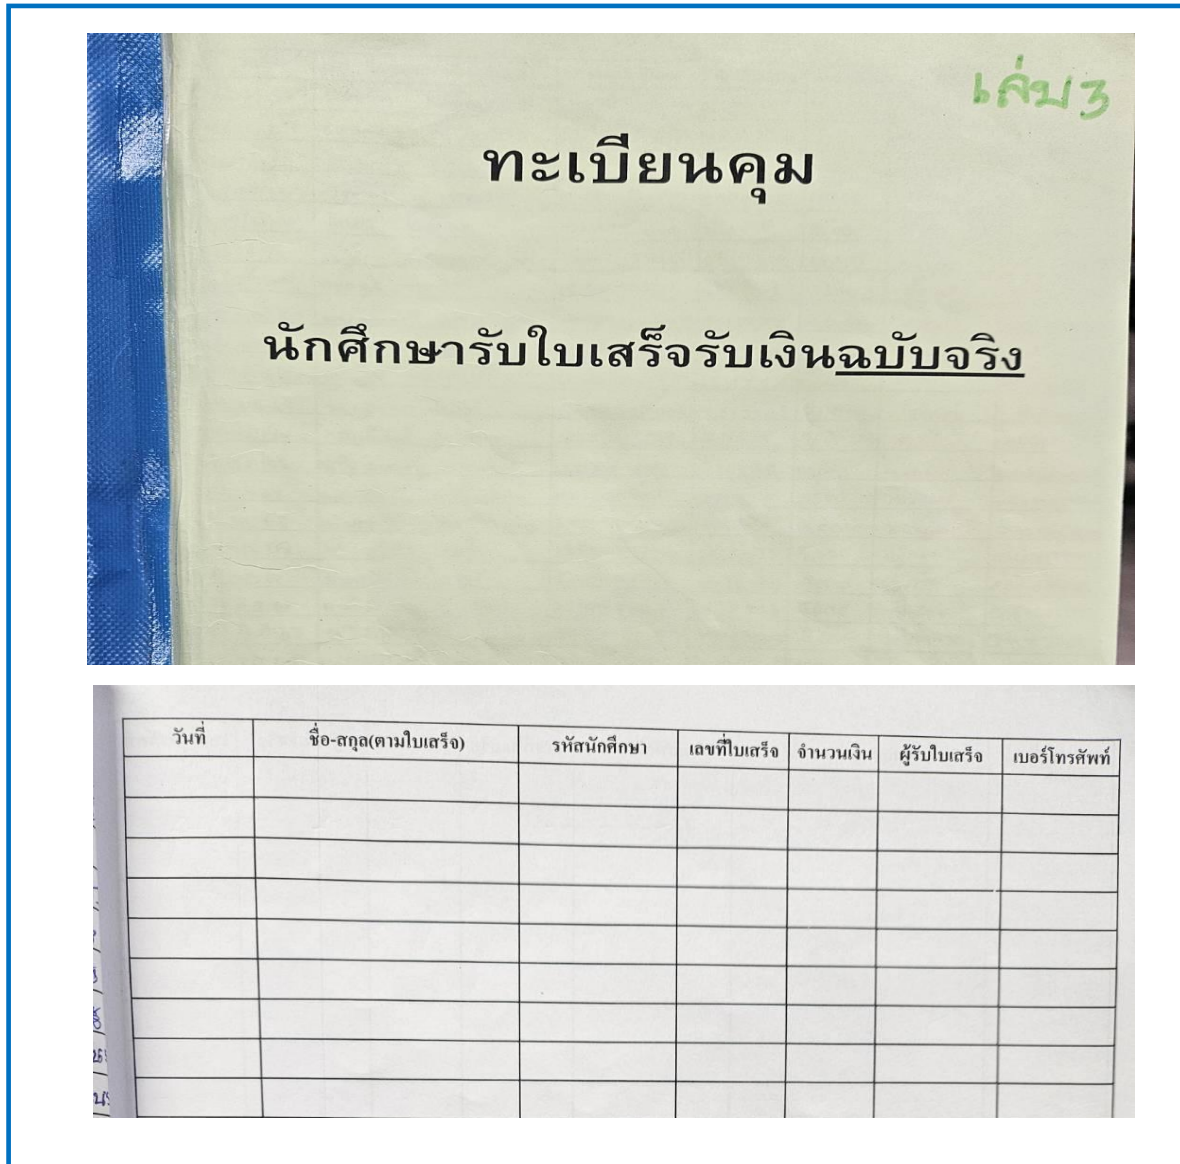 เล่ม 3
ทะเบียนคุม
นักศึกษารับใบเสร็จรับเงินฉบับจริง
วันที่ ชื่อ-สกุล(ตามใบเสร็จ) รหัสนักศึกษา เลขที่ใบเสร็จ จำนวนเงิน ผู้รับใบเสร็จ เบอร์โทรศัพท์